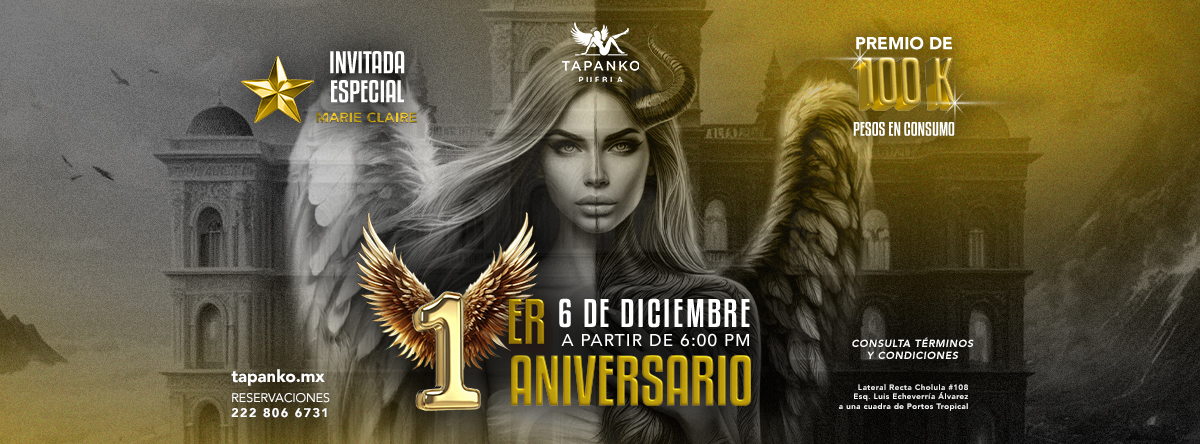 TAPANKO
PUEBLA
INVITADA
ESPECIAL
MARIE CLAIRE
PREMIO DE
100 K
PESOS EN CONSUMO
1ER
6 DE DICIEMBRE
A PARTIR DE 6:00 PM
ANIVERSARIO
tapanko.mx
RESERVACIONES
222 806 6731
CONSULTA TÉRMINOS
Y CONDICIONES
Lateral Recta Cholula #108
Esq. Luis Echeverría Álvarez
a una cuadra de Portos Tropical